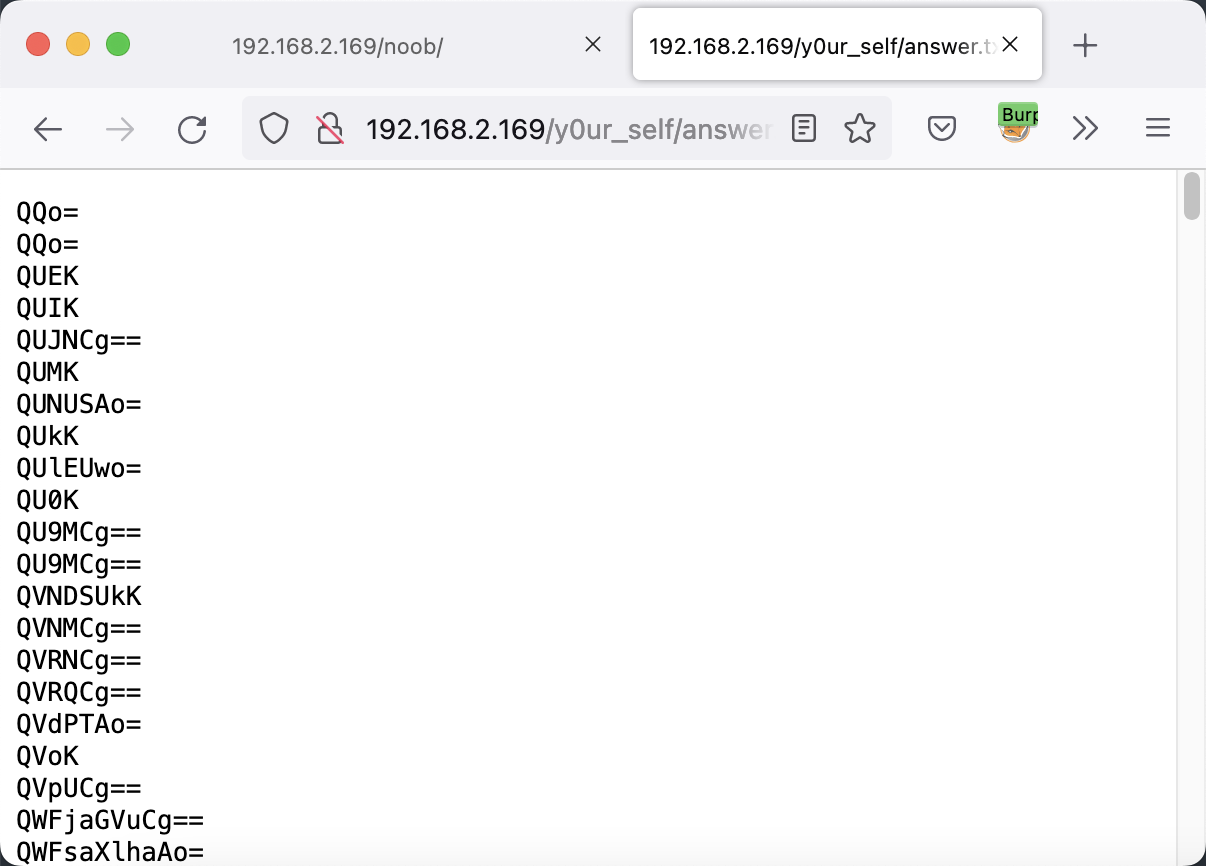 192.168.2.169/noob/
192.168.2.169/y0ur_self/answer.t
192.168.2.169/y0ur_self/answer
Burp
QQo=
QQo=
QUEK
QUIK
QUJNCg==
QUMK
QUNUSAo=
QUkK
QUlEUwo=
QU0K
QU9MCg==
QU9MCg==
QVNDSUkK
QVNMCg==
QVRNCg==
QVRQCg==
QVdPTAo=
QVoK
QVpUCg==
QWFjaGVuCg==
QWFsaXlhaAo=